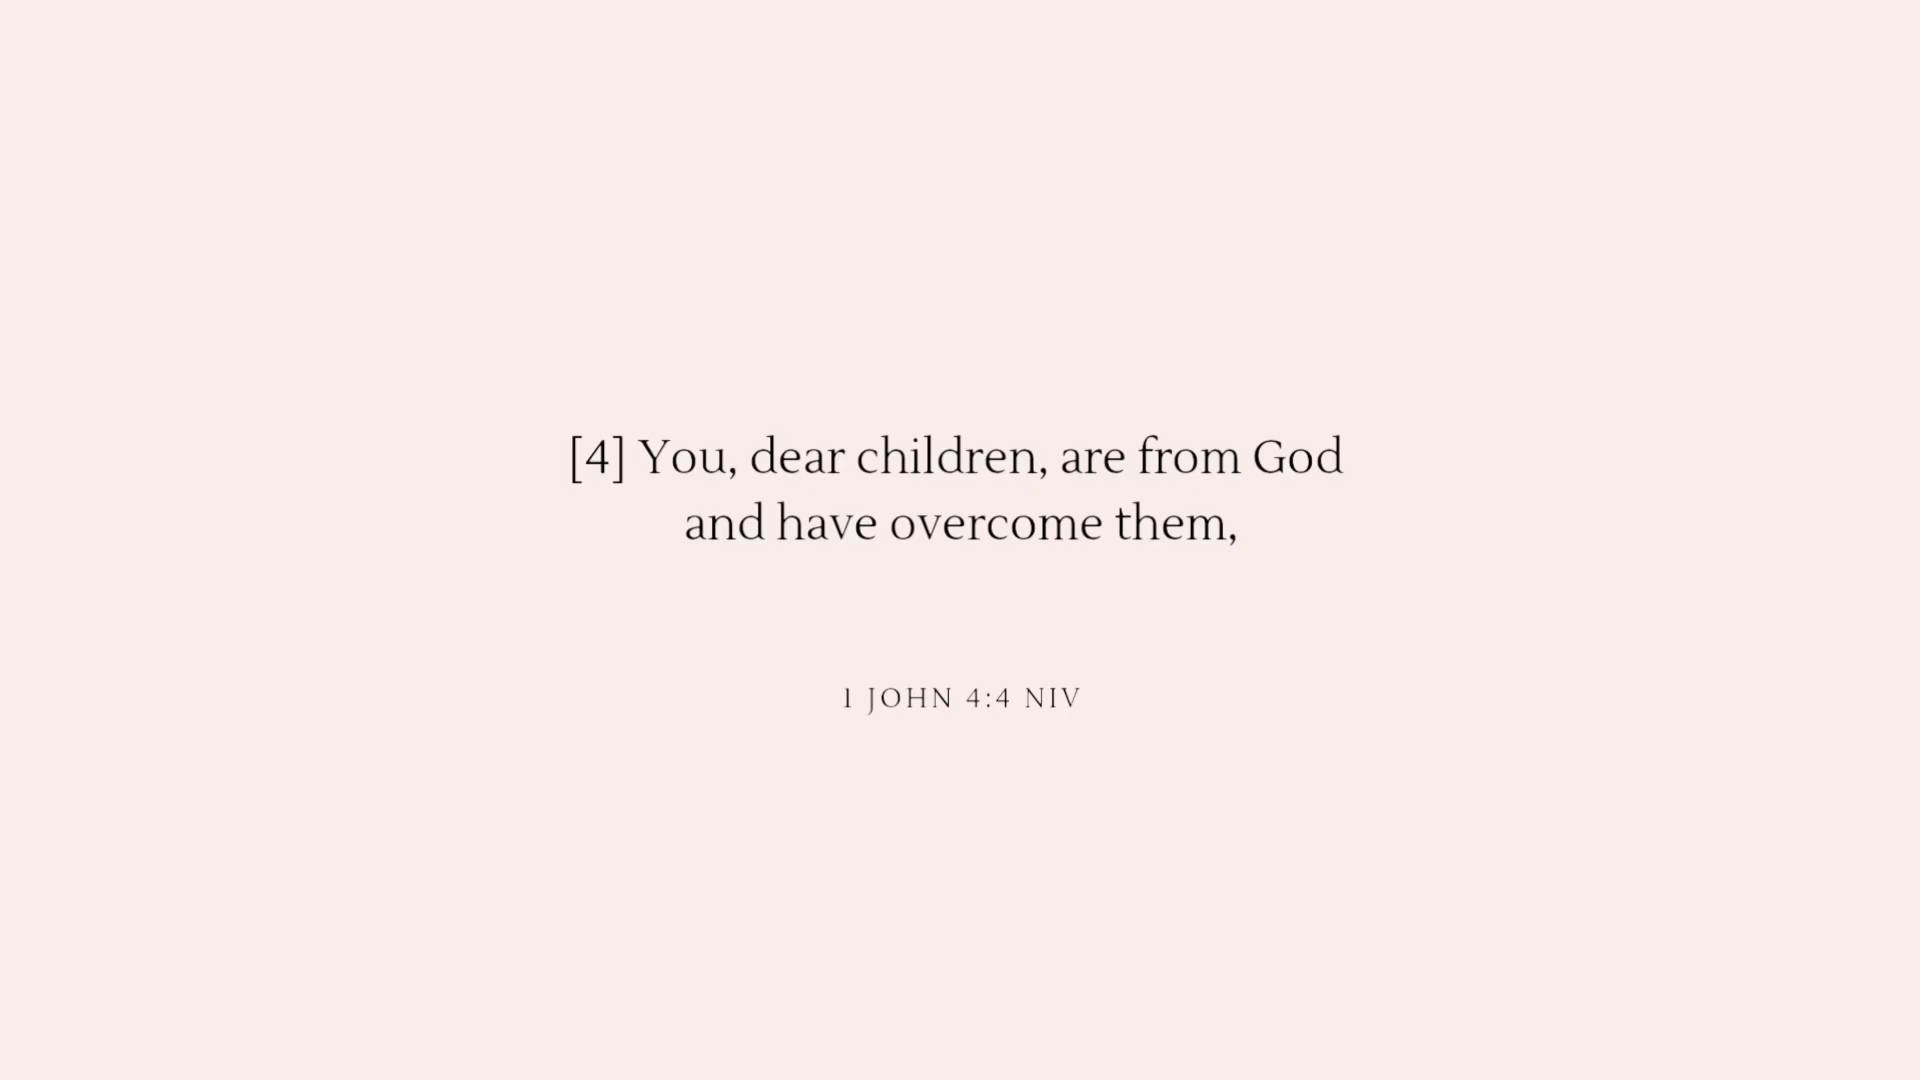 [4] You, dear children, are from God
and have overcome them,
1 JOHN 4:4 NIV